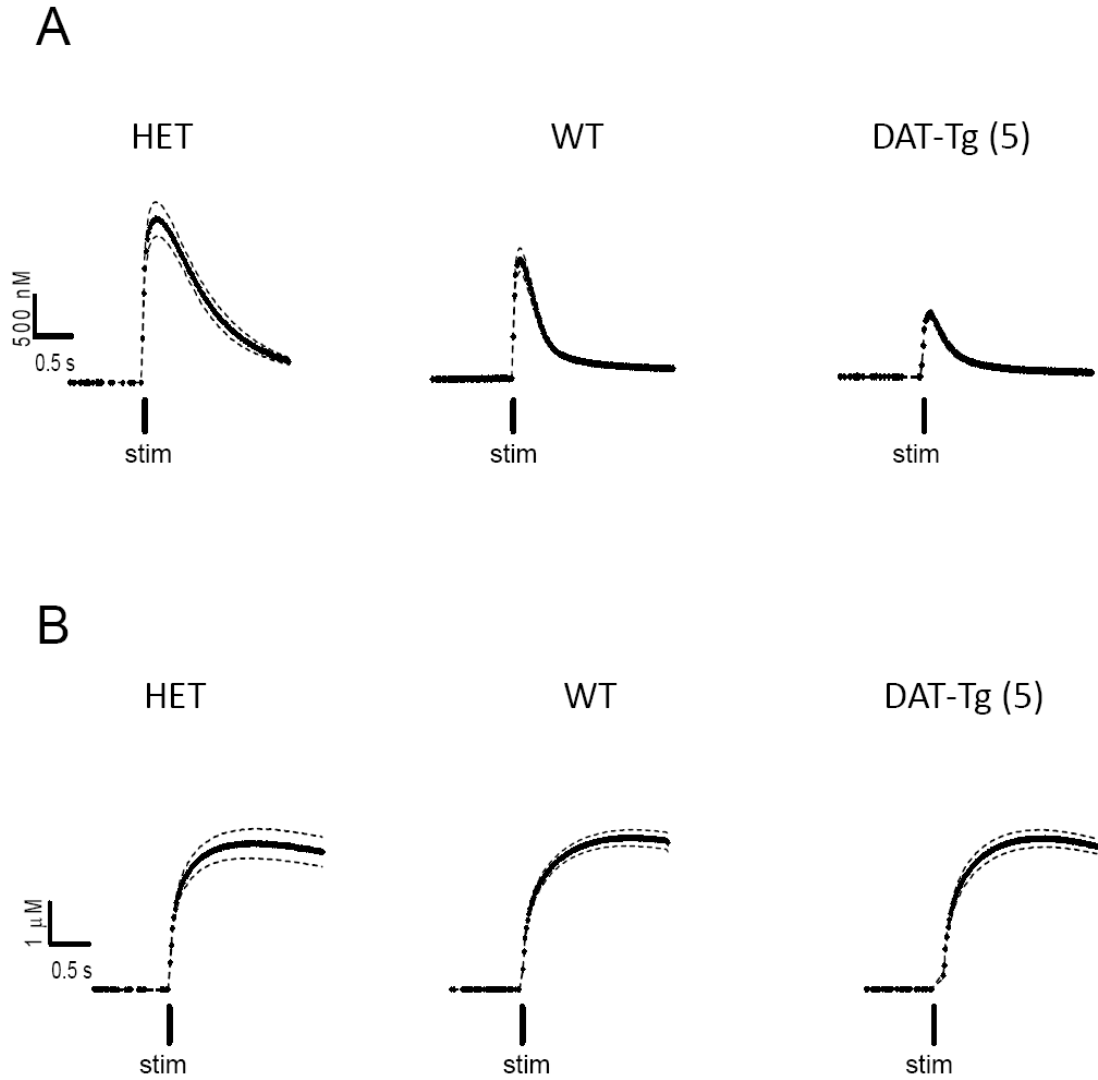 A
HET WT DAT-Tg (5)
500 nM
0.5 s
stim stim stim
B
HET WT DAT-Tg (5)
1 μM
0.5 s
stim stim stim